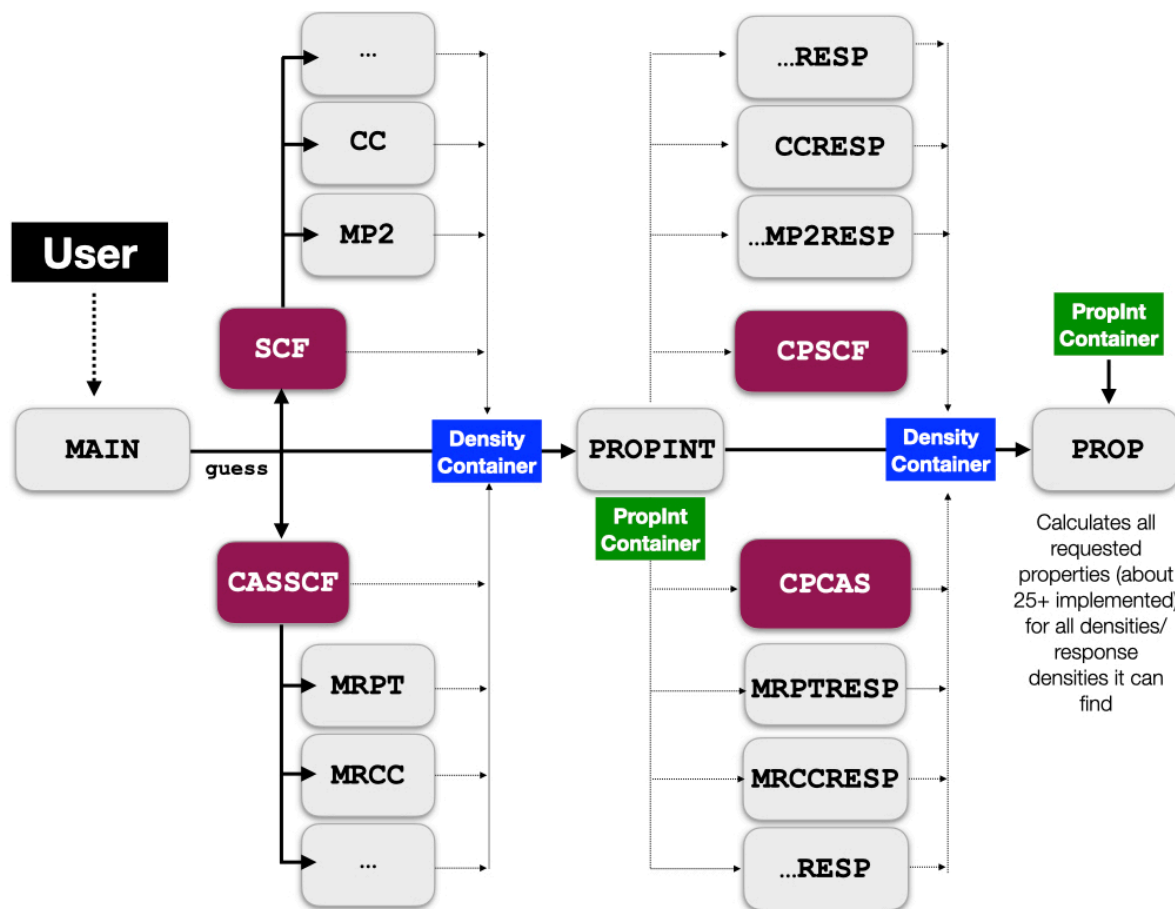 ...
CC
MP2
User
SCF
MAIN
guess
CASSCF
MRPT
MRCC
...
Density
Container
PROPINT
PropInt
Container
...RESP
CCRESP
...MP2RESP
CPSCF
CPCAS
MRPTRESP
MRCCRESP
...RESP
Density
Container
PropInt
Container
PROP
Calculates all
requested
properties (about
25+ implemented)
for all densities/
response
densities it can
find